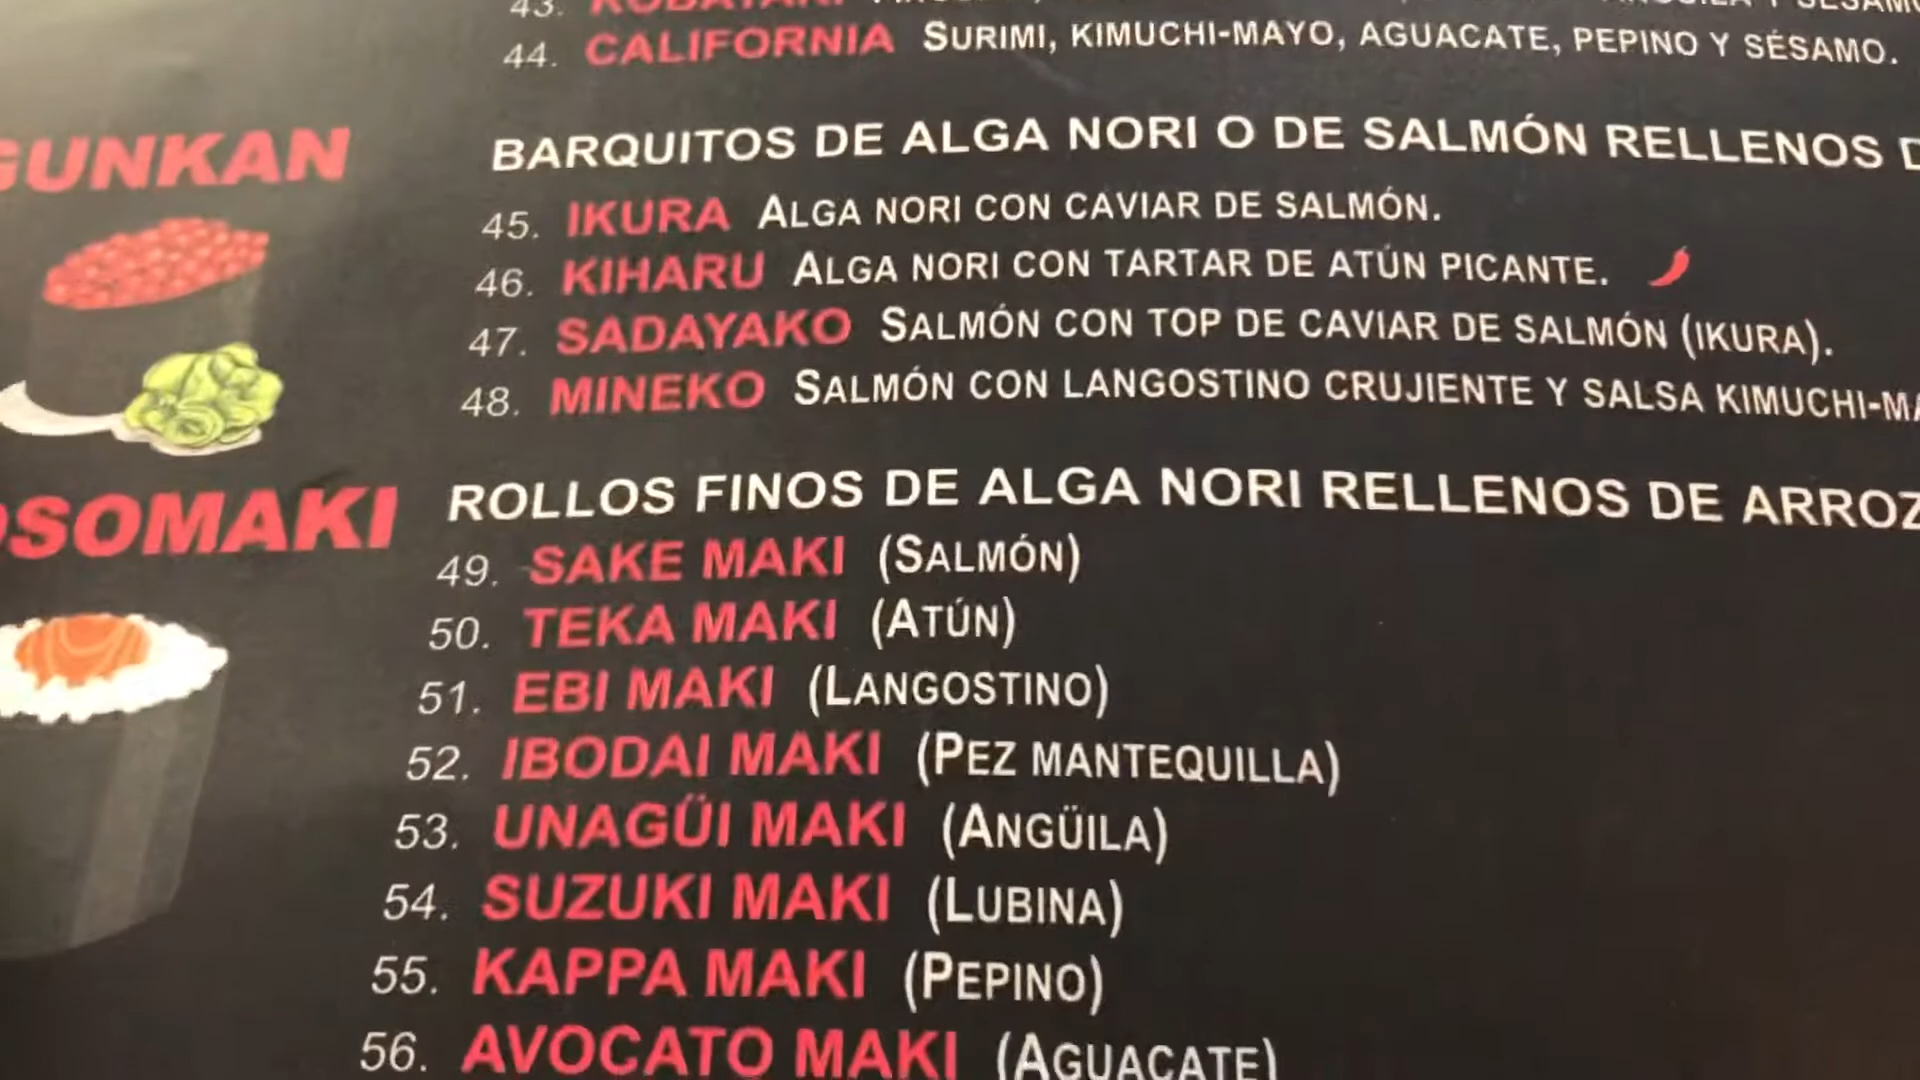 43. KOBATAKI
44. CALIFORNIA SURIMI, KIMUCHI-MAYO, AGUACATE, PEPINO Y SÉSAMO.
GUNKAN
BARQUITOS DE ALGA NORI O DE SALMÓN RELLENOS
45. IKURA ALGA NORI CON CAVIAR DE SALMÓN.
46. KIHARU ALGA NORI CON TARTAR DE ATÚN PICANTE.
47. SADAYAKO SALMÓN CON TOP DE CAVIAR DE SALMÓN (IKURA).
48. MINEKO SALMÓN CON LANGOSTINO CRUJIENTE Y SALSA KIMUCHI-MA
OSOMAKI
ROLLOS FINOS DE ALGA NORI RELLENOS DE ARROZ
49. SAKE MAKI (SALMÓN)
50. TEKA MAKI (ATÚN)
51. EBI MAKI (LANGOSTINO)
52. IBODAI MAKI (PEZ MANTEQUILLA)
53. UNAGÜI MAKI (ANGÜILA)
54. SUZUKI MAKI (LUBINA)
55. KAPPA MAKI (PEPINO)
56. AVOCATO MAKI (AGUACATE)